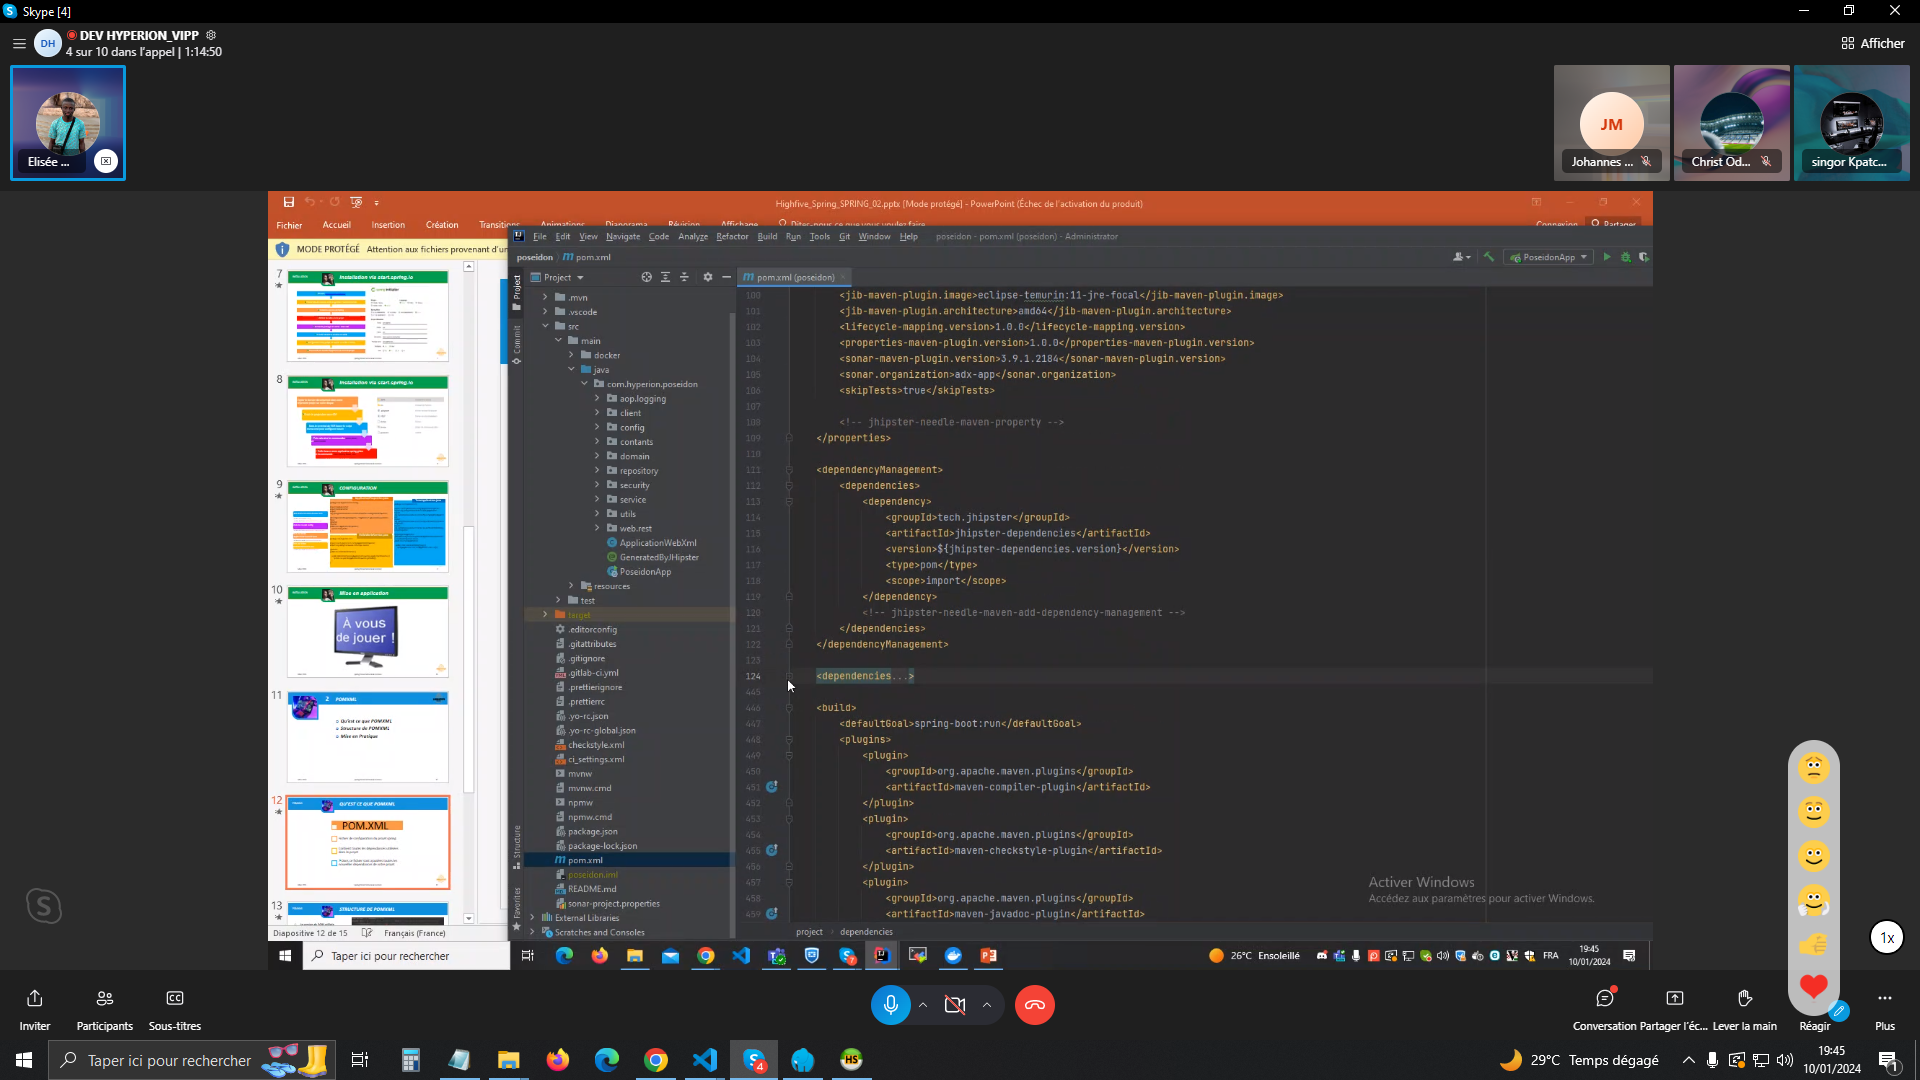 Skype [4]
DH
DEV HYPERION_VIPP
4 sur 10 dans l'appel | 1:14:50
Afficher
Elisée ...
JM
Johannes ...
Christ Od...
singor Kpatc...
Highfive_Spring_SPRING_02.pptx [Mode protégé] - PowerPoint (Échec de l'activation du produit)
Fichier Accueil Insertion Création Transitions Animations Diaporama Révision Affichage Dites-nous ce que vous voulez faire Connexion Partager
MODE PROTÉGÉ Attention aux fichiers provenant d'un
7
Installation via start.spring.io
8
Installation via start.spring.io
9
CONFIGURATION
10
Mise en application
À vous
de jouer !
11
2 POMXML
Qu'est ce que POMXML
Structure de POMXML
Mise en Pratique
12
QU'EST CE QUE POMXML
POM.XML
13
STRUCTURE DE POMXML
Diapositive 12 de 15 Français (France)
File Edit View Navigate Code Analyze Refactor Build Run Tools Git Window Help poseidon - pom.xml (poseidon) - Administrator
poseidon pom.xml
PoseidonApp
Project
Commit
Structure
Favorites
Project
.mvn
.vscode
src
main
docker
java
com.hyperion.poseidon
aop.logging
client
config
contants
domain
repository
security
service
utils
web.rest
ApplicationWebXml
GeneratedByJHipster
PoseidonApp
resources
test
target
.editorconfig
.gitattributes
.gitignore
.gitlab-ci.yml
.prettierignore
.prettierrc
.yo-rc.json
.yo-rc-global.json
checkstyle.xml
ci_settings.xml
mvnw
mvnw.cmd
npmw
npmw.cmd
package.json
package-lock.json
pom.xml
poseidon.iml
README.md
sonar-project.properties
External Libraries
Scratches and Consoles
pom.xml (poseidon)
100 <jib-maven-plugin.image>eclipse-temurin:11-jre-focal</jib-maven-plugin.image>
101 <jib-maven-plugin.architecture>amd64</jib-maven-plugin.architecture>
102 <lifecycle-mapping.version>1.0.0</lifecycle-mapping.version>
103 <properties-maven-plugin.version>1.0.0</properties-maven-plugin.version>
104 <sonar-maven-plugin.version>3.9.1.2184</sonar-maven-plugin.version>
105 <sonar.organization>adx-app</sonar.organization>
106 <skipTests>true</skipTests>
107
108 <!-- jhipster-needle-maven-property -->
109 </properties>
110
111 <dependencyManagement>
112 <dependencies>
113 <dependency>
114 <groupId>tech.jhipster</groupId>
115 <artifactId>jhipster-dependencies</artifactId>
116 <version>${jhipster-dependencies.version}</version>
117 <type>pom</type>
118 <scope>import</scope>
119 </dependency>
120 <!-- jhipster-needle-maven-add-dependency-management -->
121 </dependencies>
122 </dependencyManagement>
123
124 <dependencies...>
445
446 <build>
447 <defaultGoal>spring-boot:run</defaultGoal>
448 <plugins>
449 <plugin>
450 <groupId>org.apache.maven.plugins</groupId>
451 <artifactId>maven-compiler-plugin</artifactId>
452 </plugin>
453 <plugin>
454 <groupId>org.apache.maven.plugins</groupId>
455 <artifactId>maven-checkstyle-plugin</artifactId>
456 </plugin>
457 <plugin>
458 <groupId>org.apache.maven.plugins</groupId>
459 <artifactId>maven-javadoc-plugin</artifactId>
project dependencies
Activer Windows
Accédez aux paramètres pour activer Windows.
Taper ici pour rechercher
26°C Ensoleillé
FRA
19:45
10/01/2024
1x
Inviter
Participants
Sous-titres
Conversation
Partager l'éc...
Lever la main
Réagir
Plus
Taper ici pour rechercher
4
HS
29°C Temps dégagé
19:45
10/01/2024
1